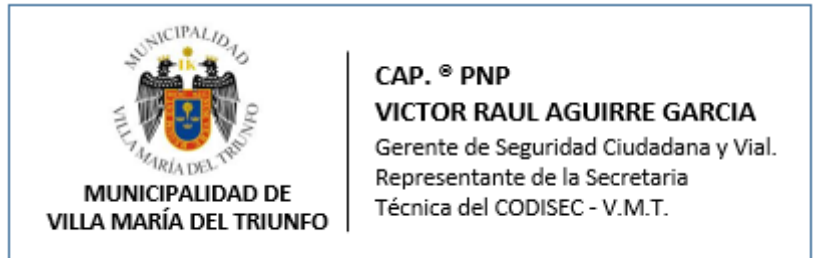 MUNICIPALIDAD
VILLA MARÍA DEL TRIUNFO
IK
MUNICIPALIDAD DE
VILLA MARÍA DEL TRIUNFO
CAP. ® PNP
VICTOR RAUL AGUIRRE GARCIA
Gerente de Seguridad Ciudadana y Vial.
Representante de la Secretaria
Técnica del CODISEC - V.M.T.